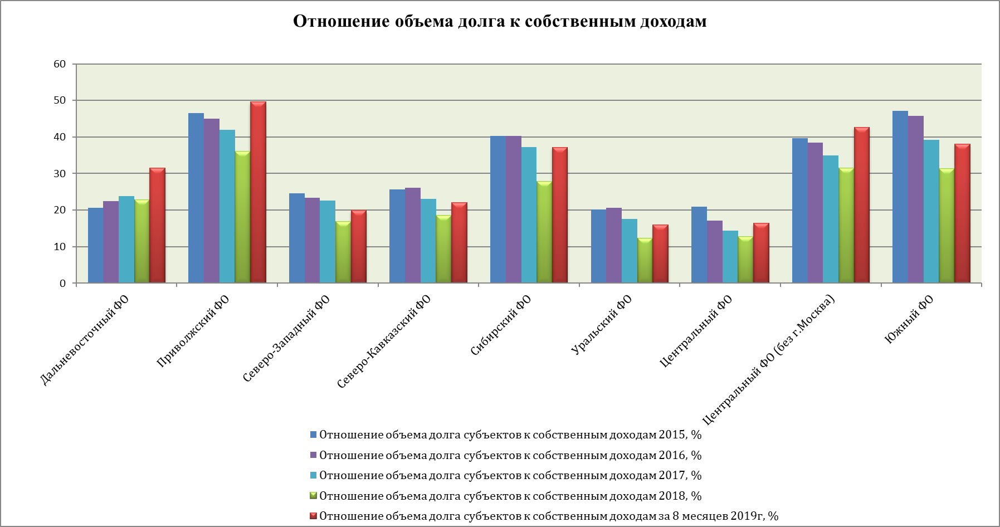 Отношение объема долга к собственным доходам
60
50
40
30
20
10
0
Дальневосточный ФО
Приволжский ФО
Северо-Западный ФО
Северо-Кавказский ФО
Сибирский ФО
Уральский ФО
Центральный ФО
Центральный ФО (без г.Москва)
Южный ФО
Отношение объема долга субъектов к собственным доходам 2015, %
Отношение объема долга субъектов к собственным доходам 2016, %
Отношение объема долга субъектов к собственным доходам 2017, %
Отношение объема долга субъектов к собственным доходам 2018, %
Отношение объема долга субъектов к собственным доходам за 8 месяцев 2019г, %